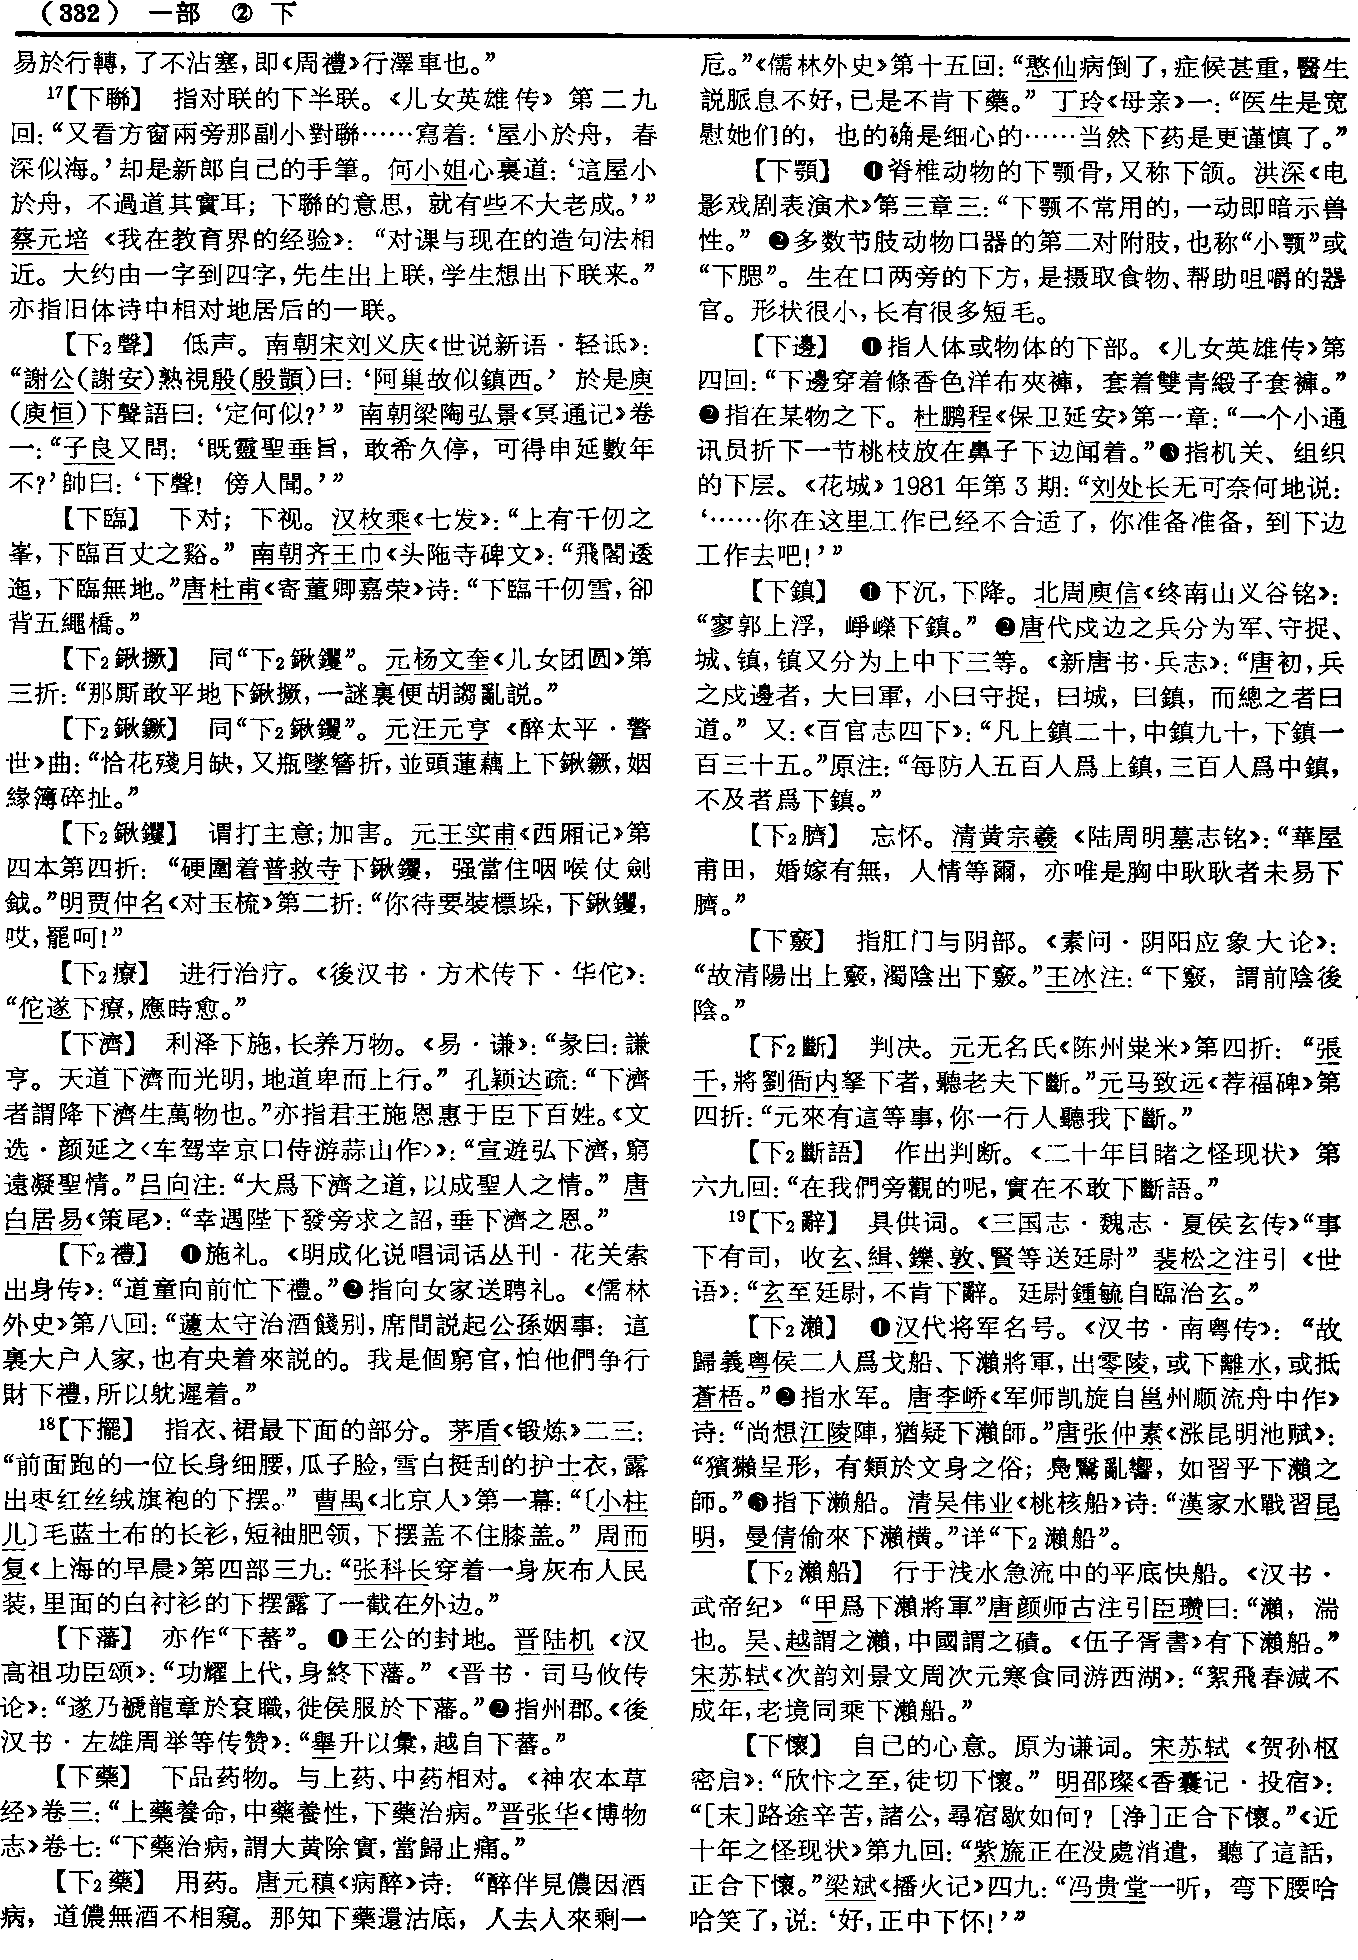 （332） 一部 ② 下
易於行轉，了不沾塞，即《周禮》行澤車也。”
17【下聯】 指对联的下半联。《儿女英雄传》第二九
回：“又看方窗兩旁那副小對聯……寫着：‘屋小於舟，春
深似海。’却是新郎自己的手筆。何小姐心裏道：‘這屋小
於舟，不過道其實耳；下聯的意思，就有些不大老成。’”
蔡元培《我在教育界的经验》：“对课与现在的造句法相
近。大约由一字到四字，先生出上联，学生想出下联来。”
亦指旧体诗中相对地居后的一联。
【下2聲】 低声。南朝宋刘义庆《世说新语·轻诋》：
“謝公(謝安)熟視殷(殷顗)曰：‘阿巢故似鎮西。’於是庾
(庾恒)下聲語曰：‘定何似？’”南朝梁陶弘景《冥通记》卷
一：“子良又問：‘既靈聖垂旨，敢希久停，可得申延數年
不？’帥曰：‘下聲！傍人聞。’”
【下臨】 下对；下视。汉枚乘《七发》：“上有千仞之
峯，下臨百丈之谿。”南朝齐王巾《头陁寺碑文》：“飛閣逶
迤，下臨無地。”唐杜甫《寄董卿嘉荣》诗：“下臨千仞雪，卻
背五繩橋。”
【下2鍬撅】 同“下2鍬钁”。元杨文奎《儿女团圆》第
三折：“那厮敢平地下鍬撅，一謎裏便胡謅亂説。”
【下2鍬鐝】 同“下2鍬钁”。元汪元亨《醉太平·警
世》曲：“恰花殘月缺，又瓶墜簪折，並頭蓮藕上下鍬鐝，姻
緣簿碎扯。”
【下2鍬钁】 谓打主意；加害。元王实甫《西厢记》第
四本第四折：“硬圍着普救寺下鍬钁，强當住咽喉仗劍
鉞。”明贾仲名《对玉梳》第二折：“你待要裝標垛，下鍬钁，
哎，罷呵！”
【下2療】 进行治疗。《後汉书·方术传下·华佗》：
“佗遂下療，應時愈。”
【下濟】 利泽下施，长养万物。《易·谦》：“彖曰：謙
亨。天道下濟而光明，地道卑而上行。”孔颖达疏：“下濟
者謂降下濟生萬物也。”亦指君王施恩惠于臣下百姓。《文
选·颜延之〈车驾幸京口侍游蒜山作〉》：“宣遊弘下濟，窮
遠凝聖情。”吕向注：“大爲下濟之道，以成聖人之情。”唐
白居易《策尾》：“幸遇陛下發旁求之詔，垂下濟之恩。”
【下2禮】 ❶施礼。《明成化说唱词话丛刊·花关索
出身传》：“道童向前忙下禮。”❷指向女家送聘礼。《儒林
外史》第八回：“蘧太守治酒餞别，席間説起公孫姻事：這
裏大户人家，也有央着來説的。我是個窮官，怕他們争行
財下禮，所以躭遲着。”
18【下擺】 指衣、裙最下面的部分。茅盾《锻炼》二三：
“前面跑的一位长身细腰，瓜子脸，雪白挺刮的护士衣，露
出枣红丝绒旗袍的下摆。”曹禺《北京人》第一幕：“〔小柱
儿〕毛蓝土布的长衫，短袖肥领，下摆盖不住膝盖。”周而
复《上海的早晨》第四部三九：“张科长穿着一身灰布人民
装，里面的白衬衫的下摆露了一截在外边。”
【下藩】 亦作“下蕃”。❶王公的封地。晋陆机《汉
高祖功臣颂》：“功耀上代，身終下藩。”《晋书·司马攸传
论》：“遂乃褫龍章於衮職，徙侯服於下藩。”❷指州郡。《後
汉书·左雄周举等传赞》：“舉升以彙，越自下蕃。”
【下藥】 下品药物。与上药、中药相对。《神农本草
经》卷三：“上藥養命，中藥養性，下藥治病。”晋张华《博物
志》卷七：“下藥治病，謂大黄除實，當歸止痛。”
【下2藥】 用药。唐元稹《病醉》诗：“醉伴見儂因酒
病，道儂無酒不相窺。那知下藥還沽底，人去人來剩一
卮。”《儒林外史》第十五回：“憨仙病倒了，症候甚重，醫生
説脈息不好，已是不肯下藥。”丁玲《母亲》一：“医生是宽
慰她们的，也的确是细心的……当然下药是更谨慎了。”
【下顎】 ❶脊椎动物的下颚骨，又称下颌。洪深《电
影戏剧表演术》第三章三：“下颚不常用的，一动即暗示兽
性。”❷多数节肢动物口器的第二对附肢，也称“小颚”或
“下腮”。生在口两旁的下方，是摄取食物、帮助咀嚼的器
官。形状很小，长有很多短毛。
【下邊】 ❶指人体或物体的下部。《儿女英雄传》第
四回：“下邊穿着條香色洋布夾褲，套着雙青緞子套褲。”
❷指在某物之下。杜鹏程《保卫延安》第一章：“一个小通
讯员折下一节桃枝放在鼻子下边闻着。”❸指机关、组织
的下层。《花城》1981年第3期：“刘处长无可奈何地说：
‘……你在这里工作已经不合适了，你准备准备，到下边
工作去吧！’”
【下鎮】 ❶下沉，下降。北周庾信《终南山义谷铭》：
“寥郭上浮，崢嶸下鎮。”❷唐代戍边之兵分为军、守捉、
城、镇，镇又分为上中下三等。《新唐书·兵志》：“唐初，兵
之戍邊者，大曰軍，小曰守捉，曰城，曰鎮，而總之者曰
道。”又：《百官志四下》：“凡上鎮二十，中鎮九十，下鎮一
百三十五。”原注：“每防人五百人爲上鎮，三百人爲中鎮，
不及者爲下鎮。”
【下2臍】 忘怀。清黄宗羲《陆周明墓志铭》：“華屋
甫田，婚嫁有無，人情等爾，亦唯是胸中耿耿者未易下
臍。”
【下竅】 指肛门与阴部。《素问·阴阳应象大论》：
“故清陽出上竅，濁陰出下竅。”王冰注：“下竅，謂前陰後
陰。”
【下2斷】 判决。元无名氏《陈州粜米》第四折：“張
千，將劉衙内拏下者，聽老夫下斷。”元马致远《荐福碑》第
四折：“元來有這等事，你一行人聽我下斷。”
【下2斷語】 作出判断。《二十年目睹之怪现状》第
六九回：“在我們旁觀的呢，實在不敢下斷語。”
19【下2辭】 具供词。《三国志·魏志·夏侯玄传》“事
下有司，收玄、緝、鑠、敦、賢等送廷尉”裴松之注引《世
语》：“玄至廷尉，不肯下辭。廷尉鍾毓自臨治玄。”
【下2瀨】 ❶汉代将军名号。《汉书·南粤传》：“故
歸義粤侯二人爲戈船、下瀨將軍，出零陵，或下離水，或抵
蒼梧。”❷指水军。唐李峤《军师凯旋自邕州顺流舟中作》
诗：“尚想江陵陣，猶疑下瀨師。”唐张仲素《涨昆明池赋》：
“獱獺呈形，有類於文身之俗；鳧鷖亂響，如習乎下瀨之
師。”❸指下濑船。清吴伟业《桃核船》诗：“漢家水戰習昆
明，曼倩偷來下瀨横。”详“下2瀨船”。
【下2瀨船】 行于浅水急流中的平底快船。《汉书·
武帝纪》“甲爲下瀨將軍”唐颜师古注引臣瓚曰：“瀨，湍
也。吴、越謂之瀨，中國謂之磧。《伍子胥書》有下瀨船。”
宋苏轼《次韵刘景文周次元寒食同游西湖》：“絮飛春減不
成年，老境同乘下瀨船。”
【下懷】 自己的心意。原为谦词。宋苏轼《贺孙枢
密启》：“欣忭之至，徒切下懷。”明邵璨《香囊记·投宿》：
“［末］路途辛苦，諸公，尋宿歇如何？［浄］正合下懷。”《近
十年之怪现状》第九回：“紫旒正在没處消遣，聽了這話，
正合下懷。”梁斌《播火记》四九：“冯贵堂一听，弯下腰哈
哈笑了，说：‘好，正中下怀！’”